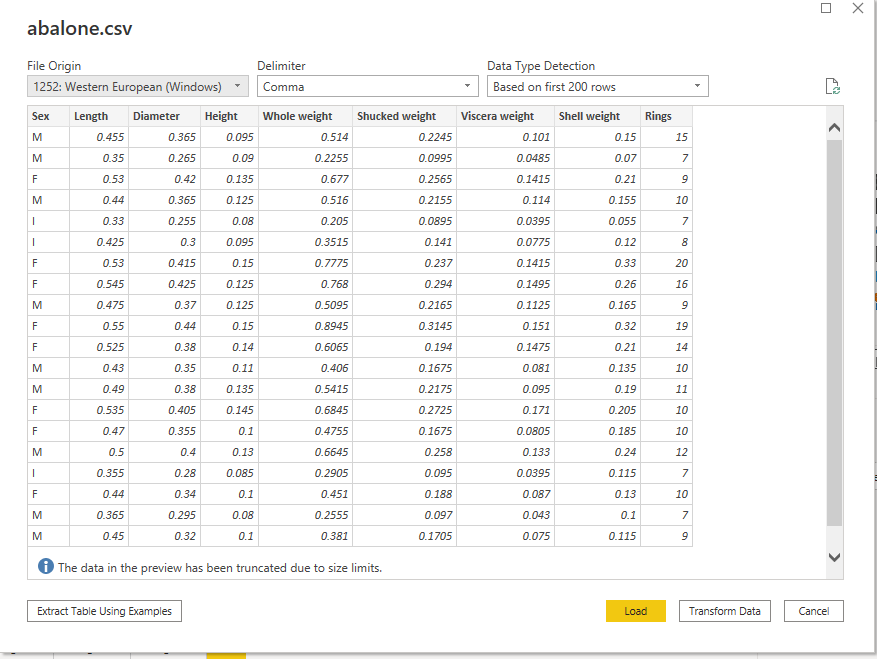 abalone.csv
File Origin Delimiter Data Type Detection
1252: Western European (Windows) Comma Based on first 200 rows
Sex Length Diameter Height Whole weight Shucked weight Viscera weight Shell weight Rings
M 0.455 0.365 0.095 0.514 0.2245 0.101 0.15 15
M 0.35 0.265 0.09 0.2255 0.0995 0.0485 0.07 7
F 0.53 0.42 0.135 0.677 0.2565 0.1415 0.21 9
M 0.44 0.365 0.125 0.516 0.2155 0.114 0.155 10
I 0.33 0.255 0.08 0.205 0.0895 0.0395 0.055 7
I 0.425 0.3 0.095 0.3515 0.141 0.0775 0.12 8
F 0.53 0.415 0.15 0.7775 0.237 0.1415 0.33 20
F 0.545 0.425 0.125 0.768 0.294 0.1495 0.26 16
M 0.475 0.37 0.125 0.5095 0.2165 0.1125 0.165 9
F 0.55 0.44 0.15 0.8945 0.3145 0.151 0.32 19
F 0.525 0.38 0.14 0.6065 0.194 0.1475 0.21 14
M 0.43 0.35 0.11 0.406 0.1675 0.081 0.135 10
M 0.49 0.38 0.135 0.5415 0.2175 0.095 0.19 11
F 0.535 0.405 0.145 0.6845 0.2725 0.171 0.205 10
F 0.47 0.355 0.1 0.4755 0.1675 0.0805 0.185 10
M 0.5 0.4 0.13 0.6645 0.258 0.133 0.24 12
I 0.355 0.28 0.085 0.2905 0.095 0.0395 0.115 7
F 0.44 0.34 0.1 0.451 0.188 0.087 0.13 10
M 0.365 0.295 0.08 0.2555 0.097 0.043 0.1 7
M 0.45 0.32 0.1 0.381 0.1705 0.075 0.115 9
The data in the preview has been truncated due to size limits.
Extract Table Using Examples Load Transform Data Cancel